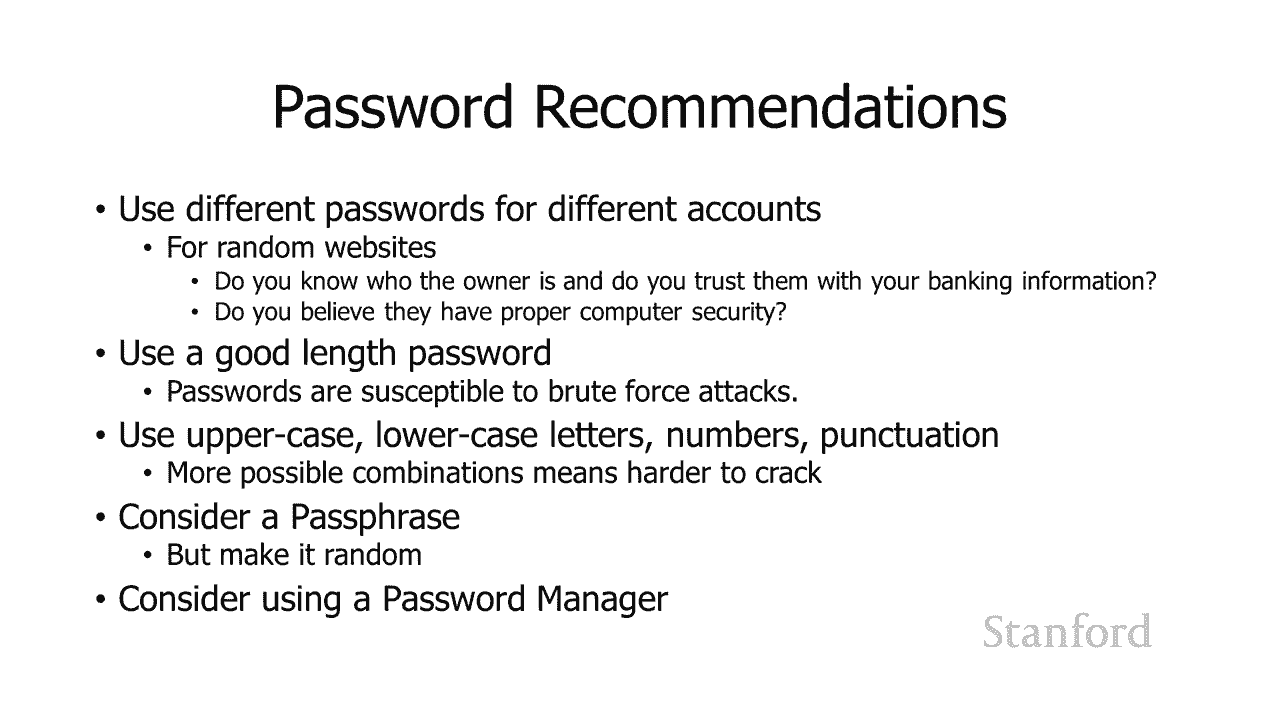 Password Recommendations
• Use different passwords for different accounts
• For random websites
• Do you know who the owner is and do you trust them with your banking information?
• Do you believe they have proper computer security?
• Use a good length password
• Passwords are susceptible to brute force attacks.
• Use upper-case, lower-case letters, numbers, punctuation
• More possible combinations means harder to crack
• Consider a Passphrase
• But make it random
• Consider using a Password Manager
Stanford